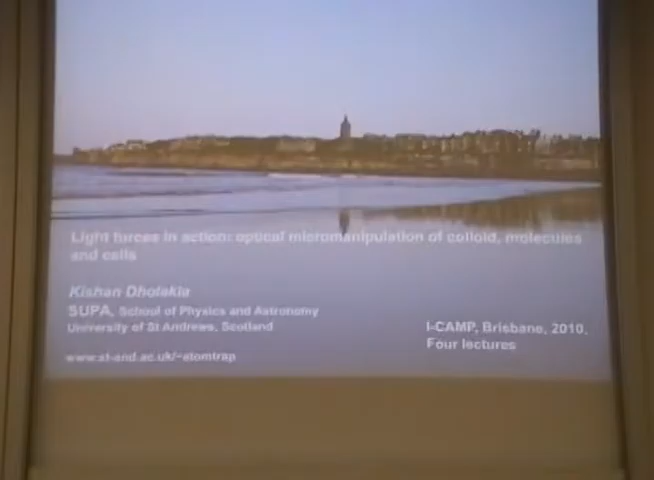 Light forces in action: optical micromanipulation of colloid, molecules
and cells
Kishan Dholakia
SUPA, School of Physics and Astronomy
University of St Andrews, Scotland
www.st-and.ac.uk/~atomtrap
I-CAMP, Brisbane, 2010,
Four lectures